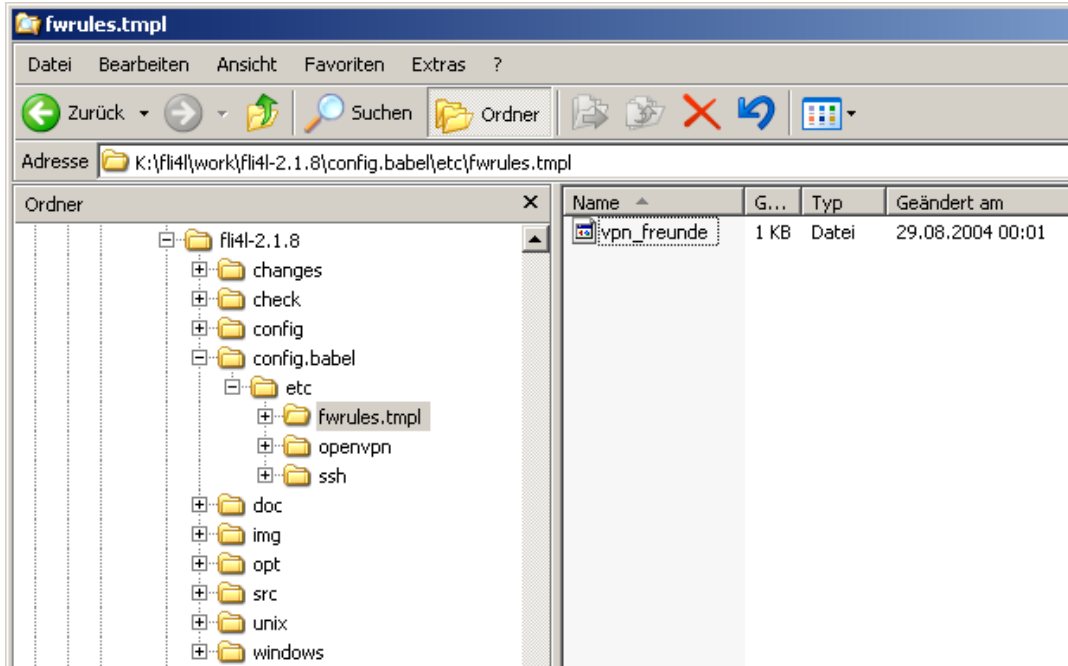 fwrules.tmpl
Datei Bearbeiten Ansicht Favoriten Extras ?
Zurück Suchen Ordner
Adresse K:\fli4l\work\fli4l-2.1.8\config.babel\etc\fwrules.tmpl
Ordner
Name G... Typ Geändert am
vpn_freunde 1 KB Datei 29.08.2004 00:01
fli4l-2.1.8
changes
check
config
config.babel
etc
fwrules.tmpl
openvpn
ssh
doc
img
opt
src
unix
windows